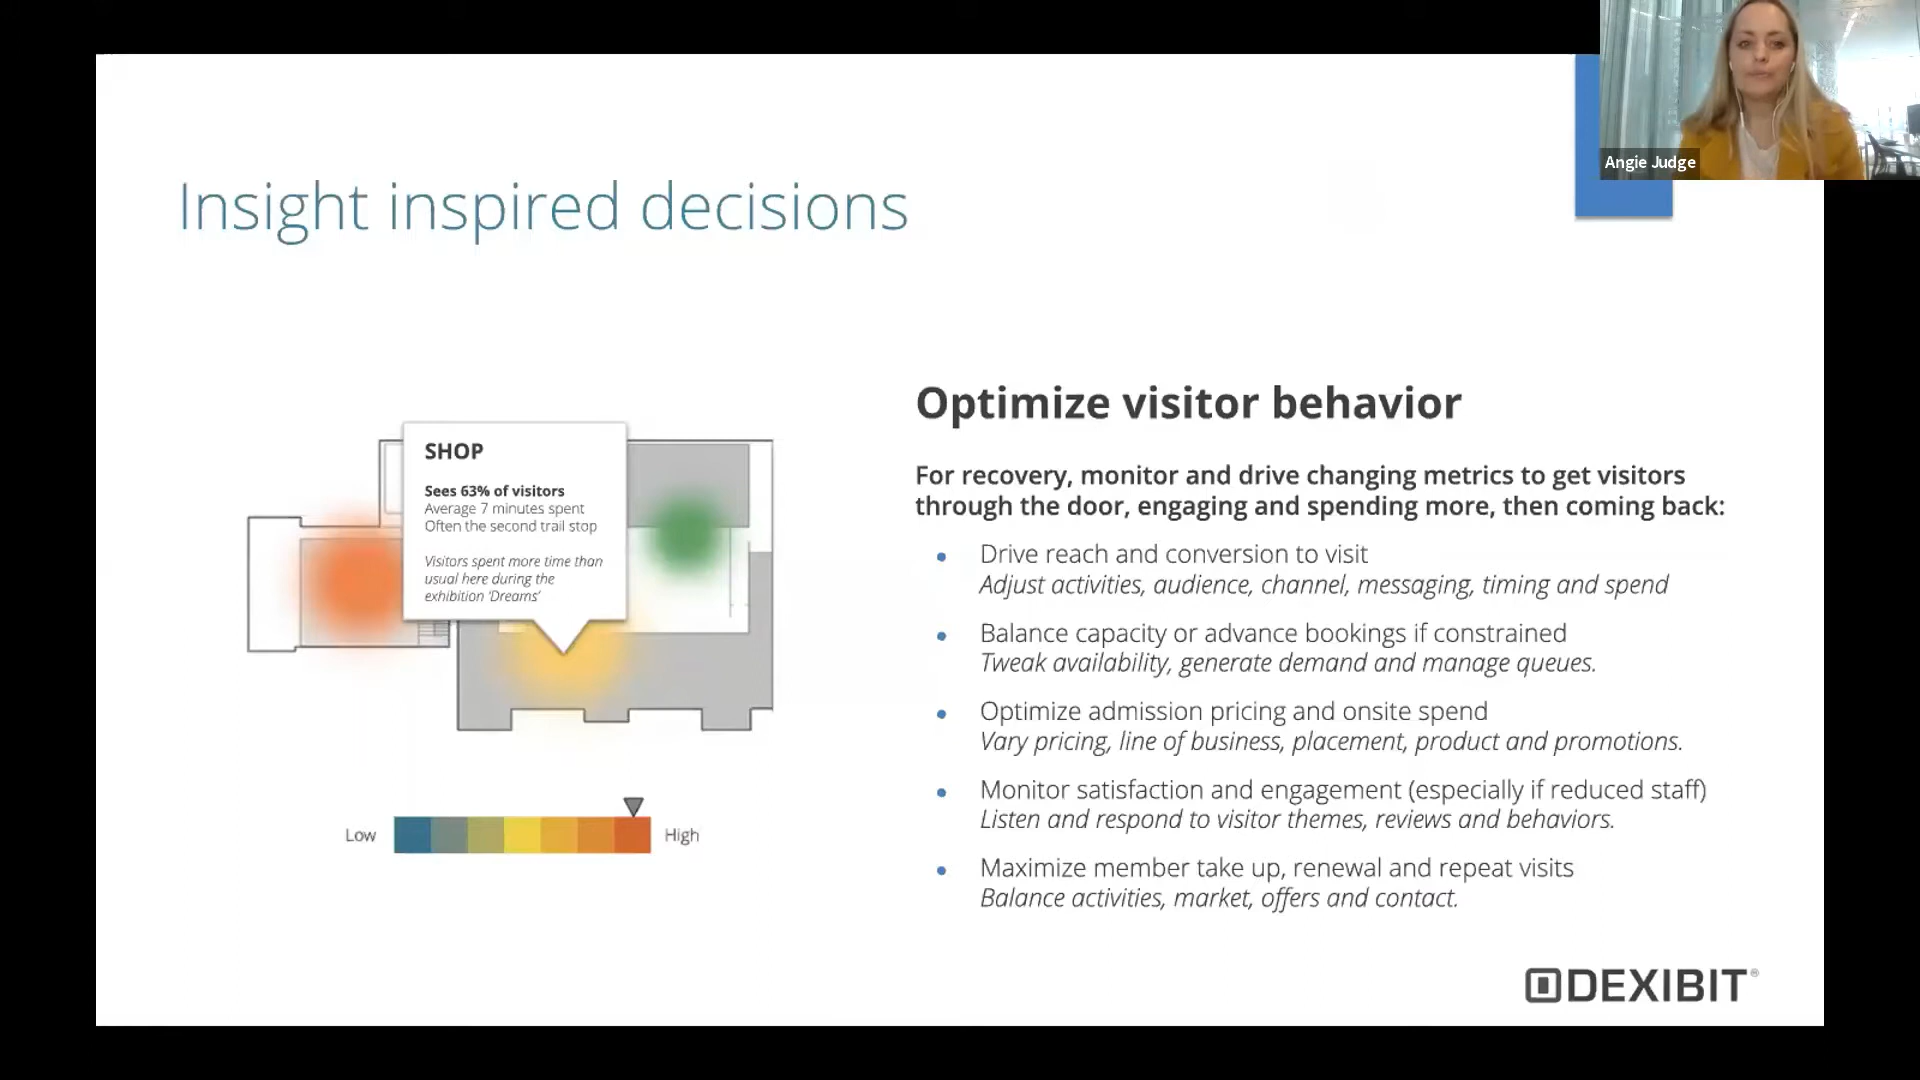 Angie Judge
Insight inspired decisions
SHOP
Sees 63% of visitors
Average 7 minutes spent
Often the second trail stop
Visitors spent more time than
usual here during the
exhibition ‘Dreams’
Low
High
Optimize visitor behavior
For recovery, monitor and drive changing metrics to get visitors
through the door, engaging and spending more, then coming back:
• Drive reach and conversion to visit
Adjust activities, audience, channel, messaging, timing and spend
• Balance capacity or advance bookings if constrained
Tweak availability, generate demand and manage queues.
• Optimize admission pricing and onsite spend
Vary pricing, line of business, placement, product and promotions.
• Monitor satisfaction and engagement (especially if reduced staff)
Listen and respond to visitor themes, reviews and behaviors.
• Maximize member take up, renewal and repeat visits
Balance activities, market, offers and contact.
DEXIBIT®